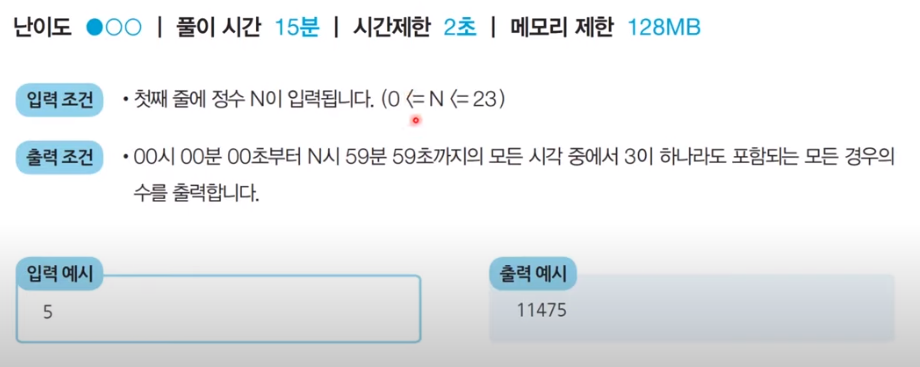 난이도 ●○○ | 풀이 시간 15분 | 시간제한 2초 | 메모리 제한 128MB
입력 조건 • 첫째 줄에 정수 N이 입력됩니다. (0 <= N <= 23)
출력 조건 • 00시 00분 00초부터 N시 59분 59초까지의 모든 시각 중에서 3이 하나라도 포함되는 모든 경우의
수를 출력합니다.
입력 예시 출력 예시
5 11475